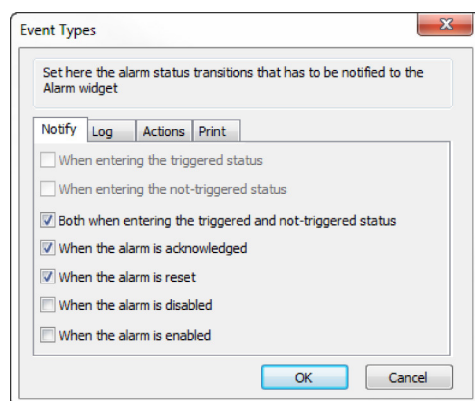 Event Types
Set here the alarm status transitions that has to be notified to the
Alarm widget
Notify Log Actions Print
When entering the triggered status
When entering the not-triggered status
Both when entering the triggered and not-triggered status
When the alarm is acknowledged
When the alarm is reset
When the alarm is disabled
When the alarm is enabled
OK Cancel